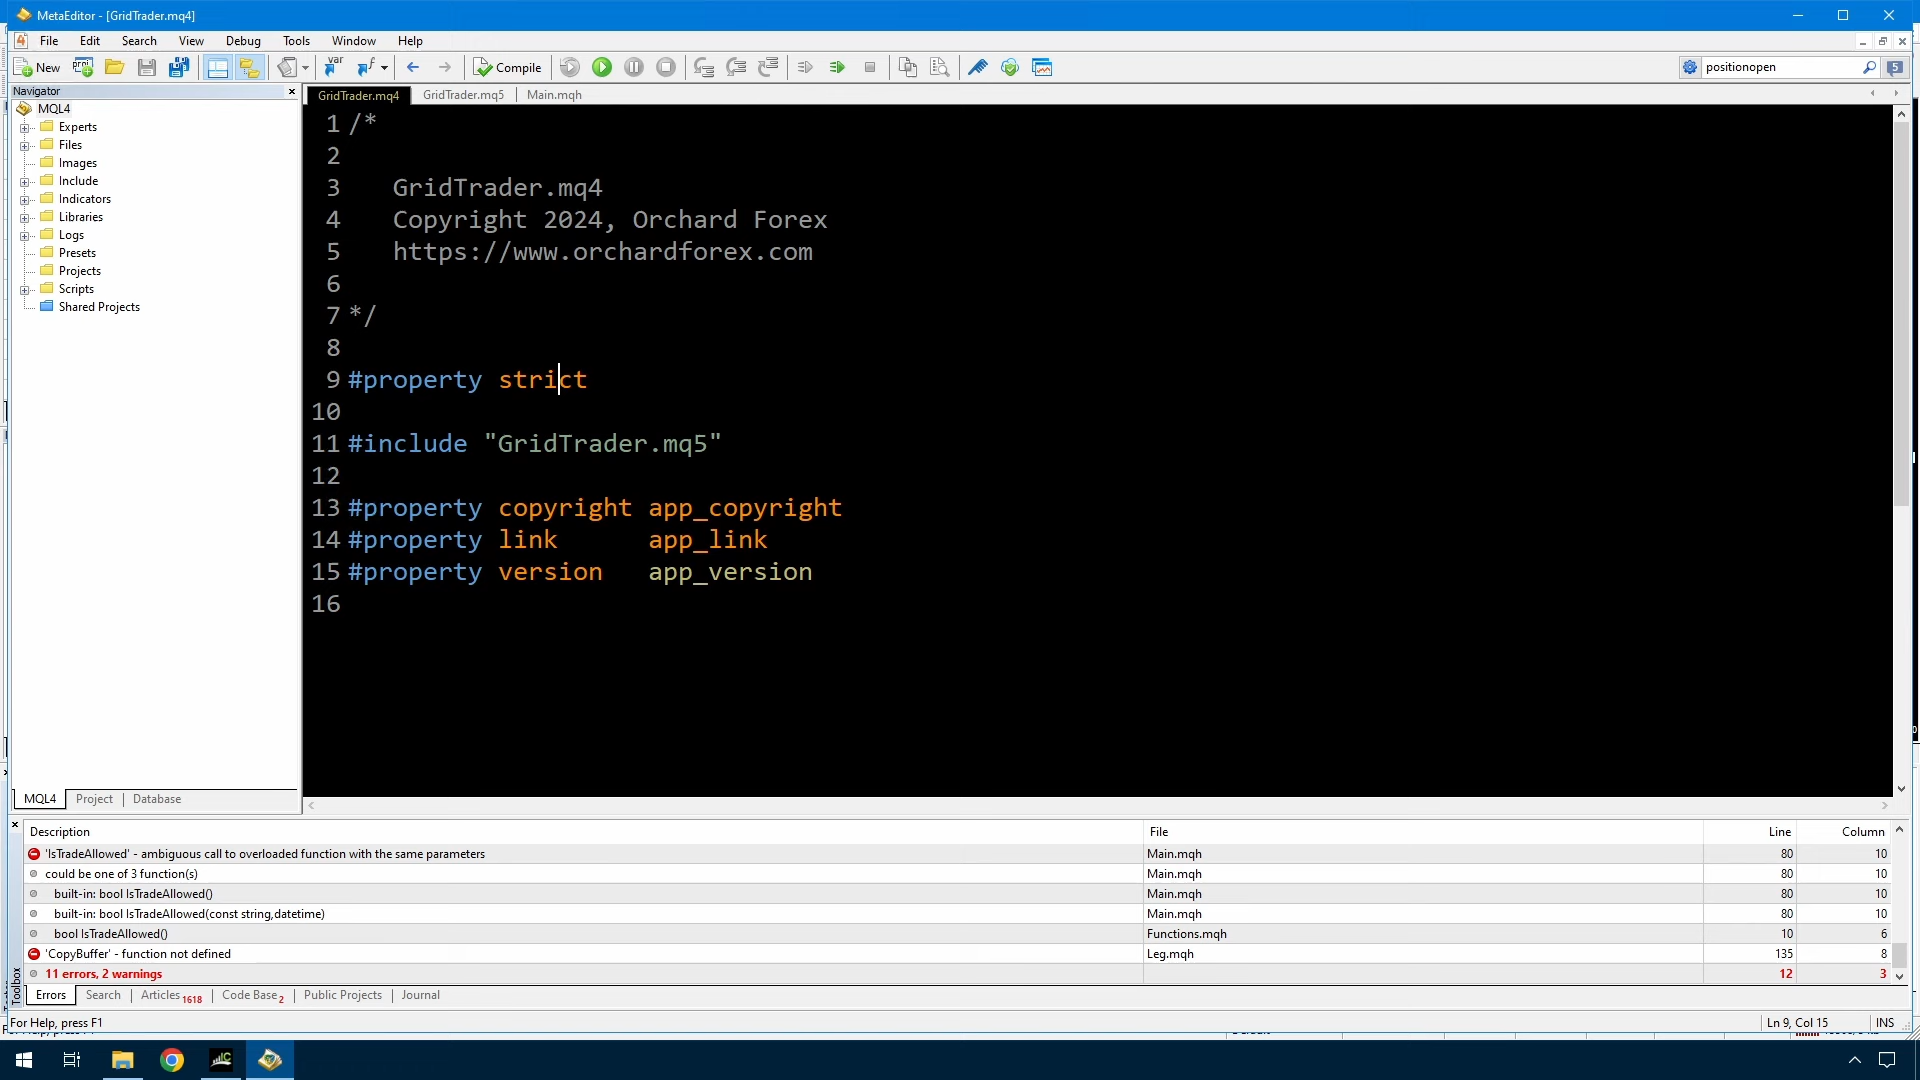 MetaEditor - [GridTrader.mq4]
File Edit Search View Debug Tools Window Help
New Compile positionopen 5
Navigator
MQL4
Experts
Files
Images
Include
Indicators
Libraries
Logs
Presets
Projects
Scripts
Shared Projects
MQL4 Project Database
GridTrader.mq4 GridTrader.mq5 Main.mqh
1 /*
2
3 GridTrader.mq4
4 Copyright 2024, Orchard Forex
5 https://www.orchardforex.com
6
7 */
8
9 #property strict
10
11 #include "GridTrader.mq5"
12
13 #property copyright app_copyright
14 #property link app_link
15 #property version app_version
16
Description File Line Column
'IsTradeAllowed' - ambiguous call to overloaded function with the same parameters Main.mqh 80 10
could be one of 3 function(s) Main.mqh 80 10
built-in: bool IsTradeAllowed() Main.mqh 80 10
built-in: bool IsTradeAllowed(const string,datetime) Main.mqh 80 10
bool IsTradeAllowed() Functions.mqh 10 6
'CopyBuffer' - function not defined Leg.mqh 135 8
11 errors, 2 warnings 12 3
Toolbox
Errors Search Articles 1618 Code Base 2 Public Projects Journal
For Help, press F1 Ln 9, Col 15 INS